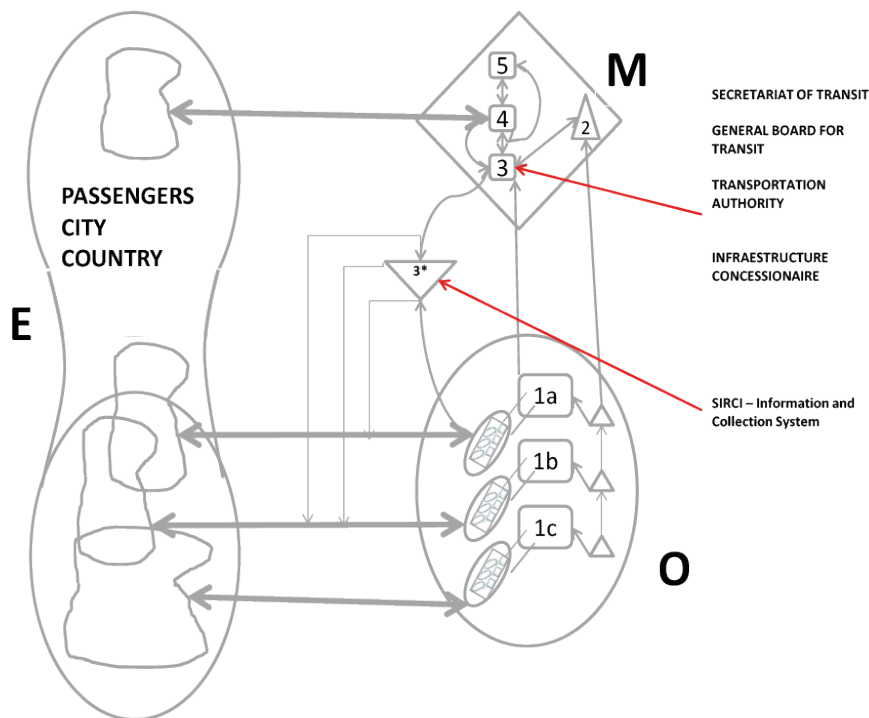 M
5
4
2
3
SECRETARIAT OF TRANSIT
GENERAL BOARD FOR
TRANSIT
TRANSPORTATION
AUTHORITY
INFRAESTRUCTURE
CONCESSIONAIRE
PASSENGERS
CITY
COUNTRY
3*
E
1a
1b
1c
SIRCI – Information and
Collection System
O